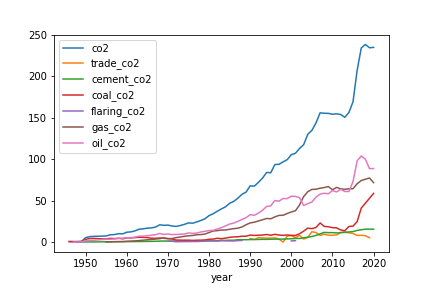 250
200
150
100
50
0
co2
trade_co2
cement_co2
coal_co2
flaring_co2
gas_co2
oil_co2
1950 1960 1970 1980 1990 2000 2010 2020
year